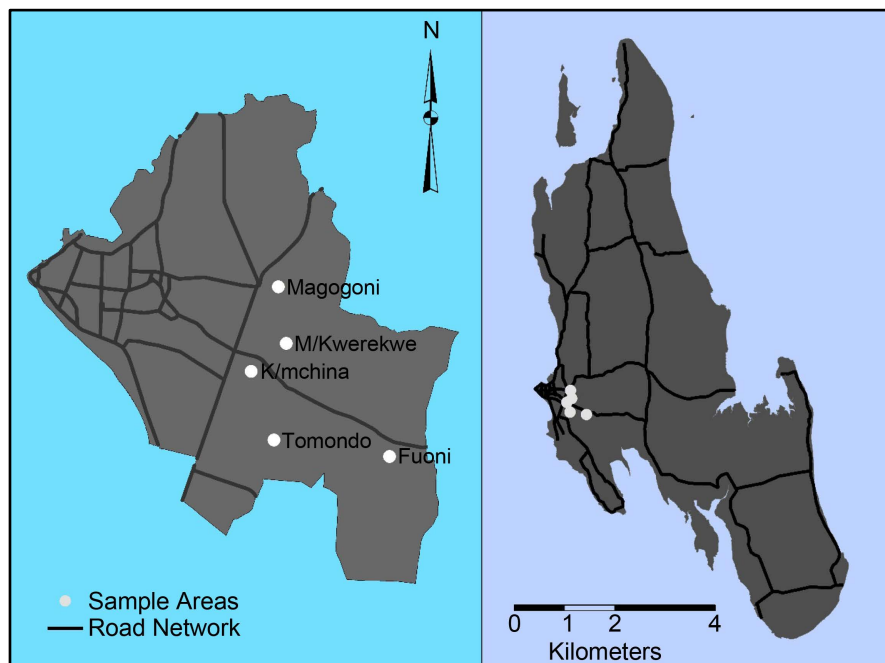 N
Magogoni
M/Kwerekwe
K/mchina
Tomondo
Fuoni
Sample Areas
Road Network
0 1 2 4
Kilometers